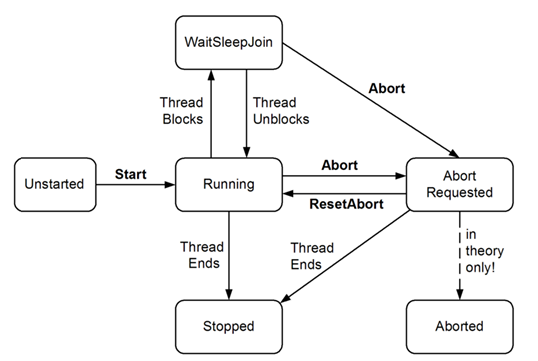 WaitSleepJoin
Abort
Thread
Blocks
Thread
Unblocks
Unstarted
Start
Running
Abort
ResetAbort
Abort
Requested
Thread
Ends
Thread
Ends
in
theory
only!
Stopped
Aborted